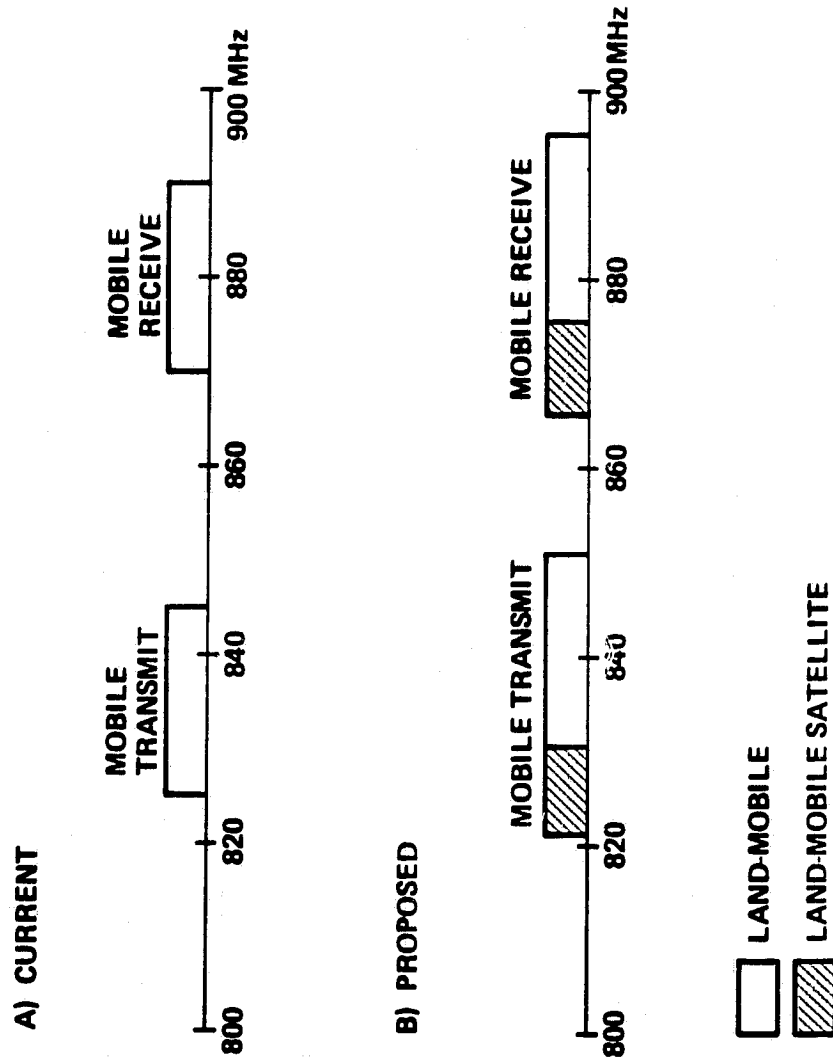 A) CURRENT
MOBILE
TRANSMIT
MOBILE
RECEIVE
800
820
840
860
880
900 MHz
B) PROPOSED
MOBILE TRANSMIT
MOBILE RECEIVE
800
820
840
860
880
900 MHz
LAND-MOBILE
LAND-MOBILE SATELLITE